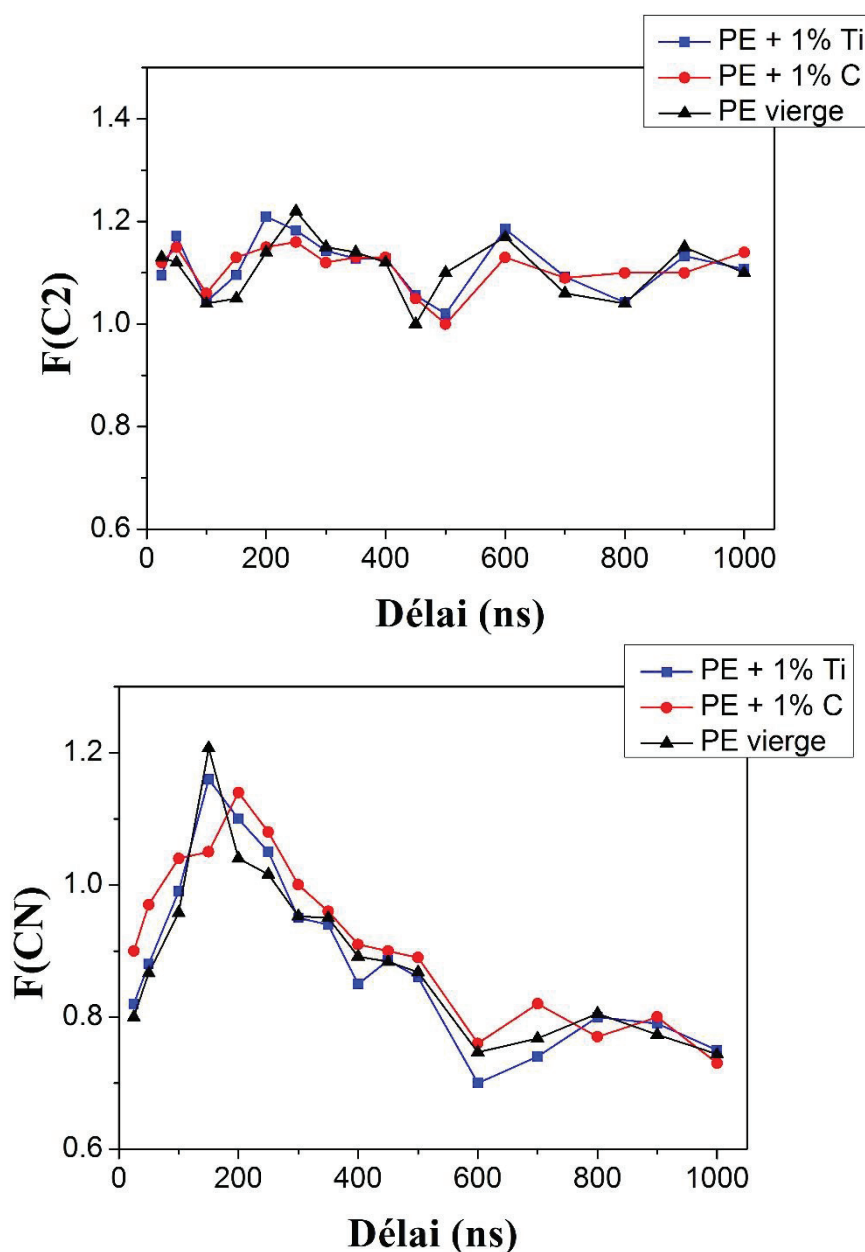 PE + 1% Ti
PE + 1% C
PE vierge
F(C2)
1.4
1.2
1.0
0.8
0.6
0 200 400 600 800 1000
Délai (ns)
PE + 1% Ti
PE + 1% C
PE vierge
F(CN)
1.2
1.0
0.8
0.6
0 200 400 600 800 1000
Délai (ns)